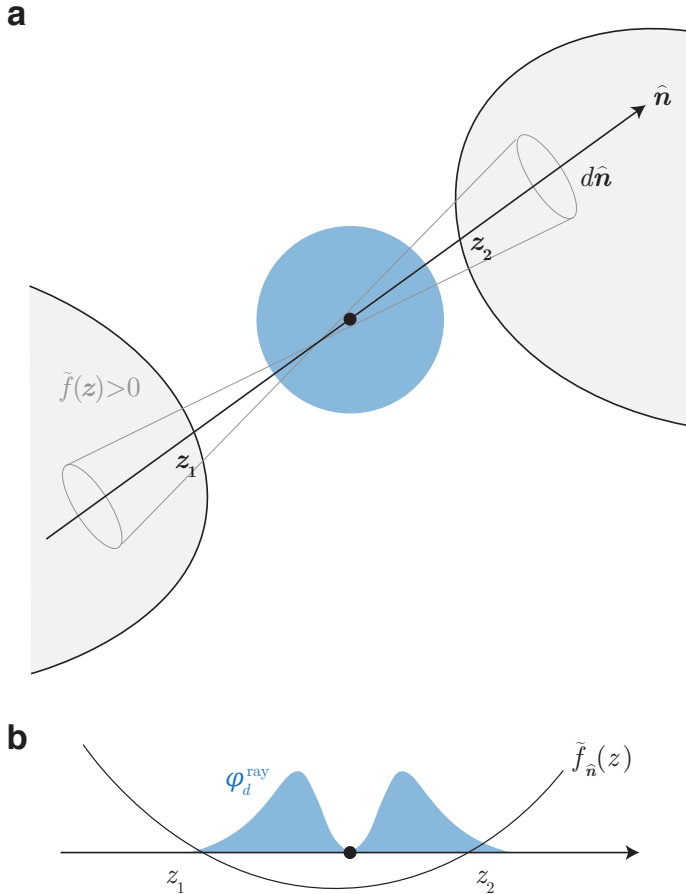 a
n̂
dn̂
z₂
f̃(z)>0
z₁
b
φ_d^ray
f̃_n̂(z)
z₁
z₂